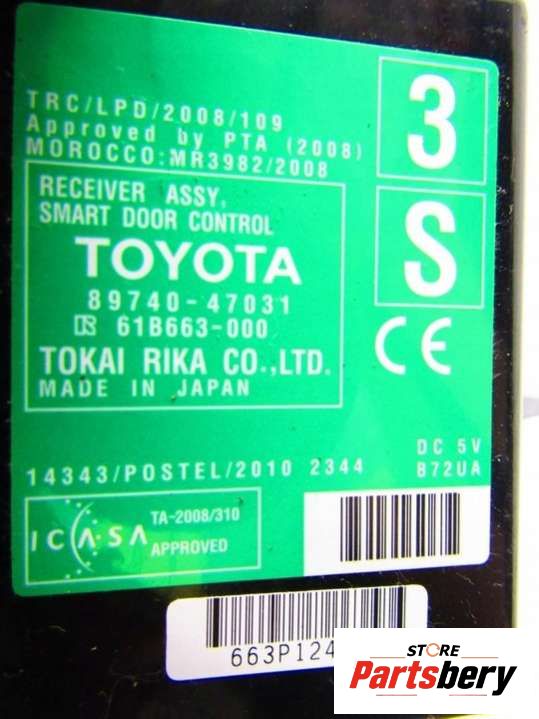 TRC/LPD/2008/109
Approved by PTA (2008)
MOROCCO:MR3982/2008
3
RECEIVER ASSY,
SMART DOOR CONTROL
TOYOTA
89740-47031
61B663-000
TOKAI RIKA CO.,LTD.
MADE IN JAPAN
S
CE
DC 5V
14343/POSTEL/2010 2344
B72UA
ICASA
TA-2008/310
APPROVED
663P124
STORE
Partsbery